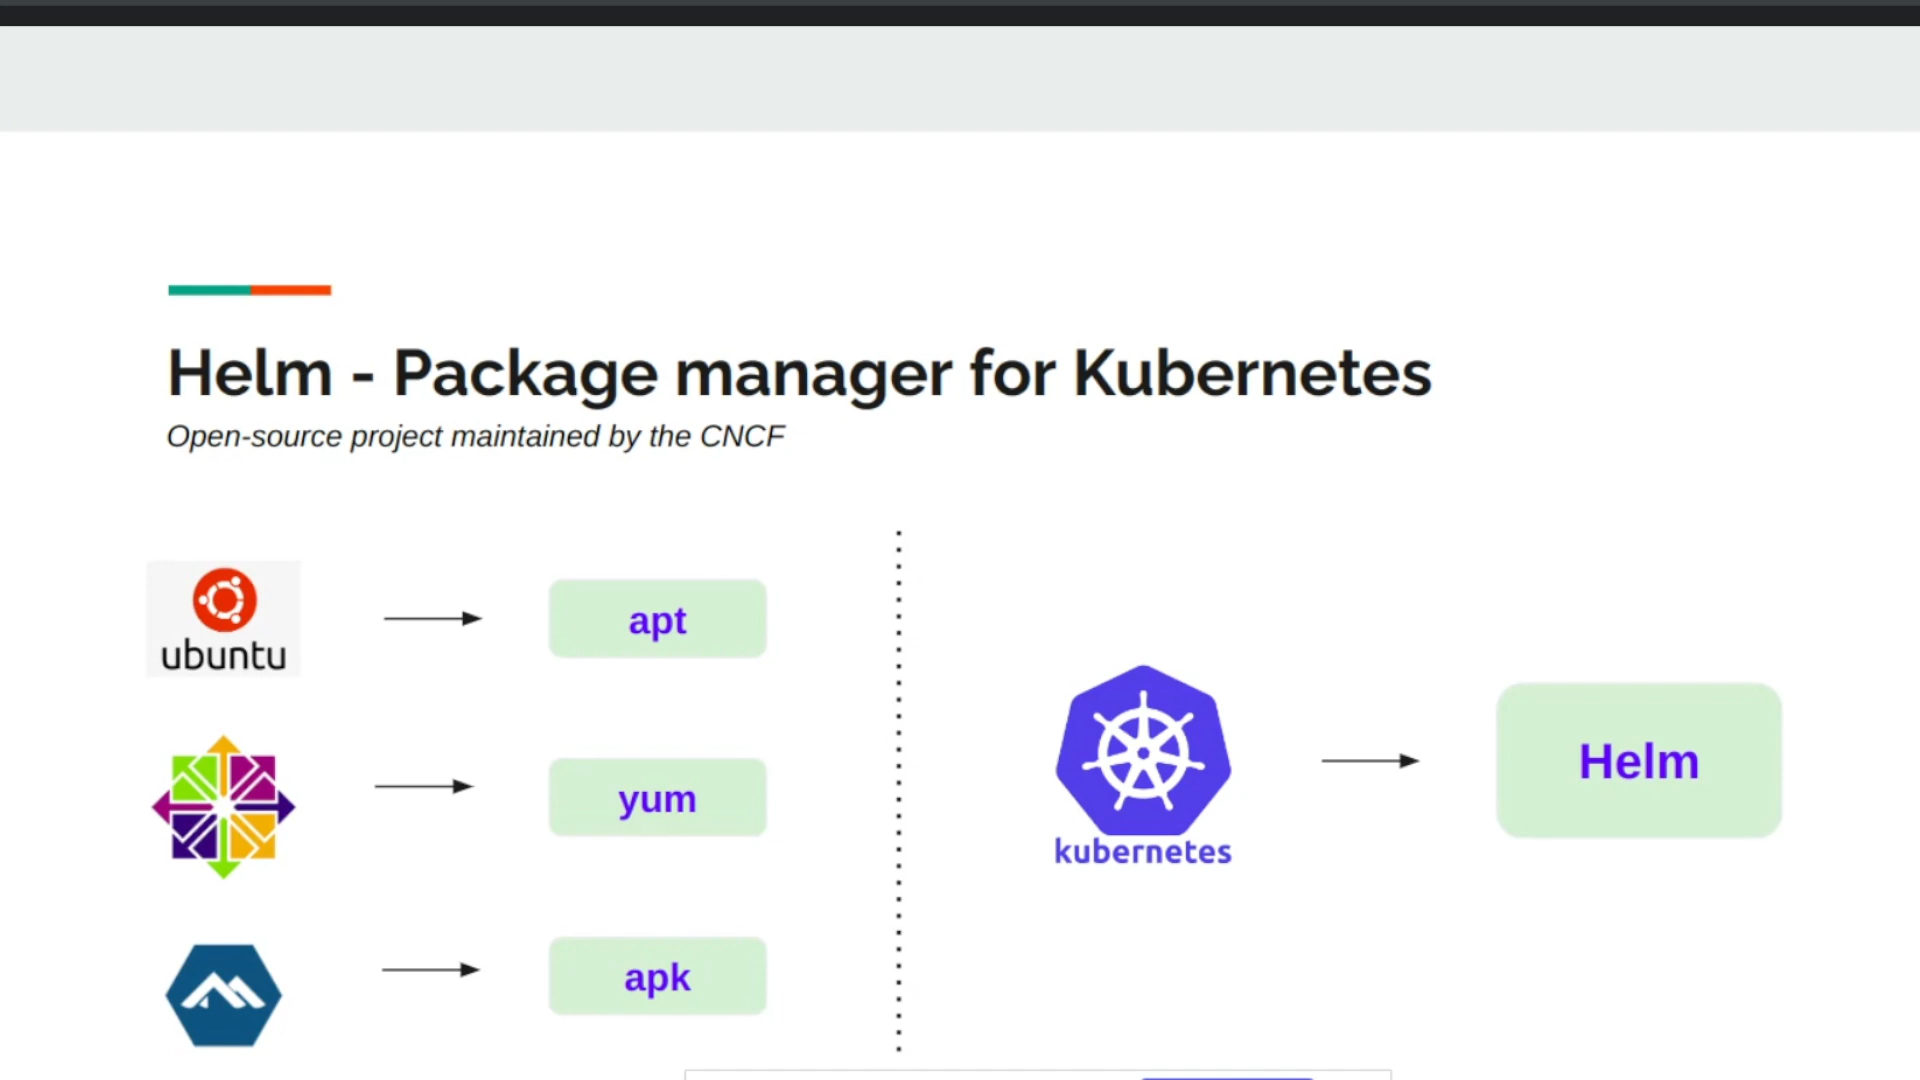 Helm - Package manager for Kubernetes
Open-source project maintained by the CNCF
ubuntu
apt
yum
apk
kubernetes
Helm